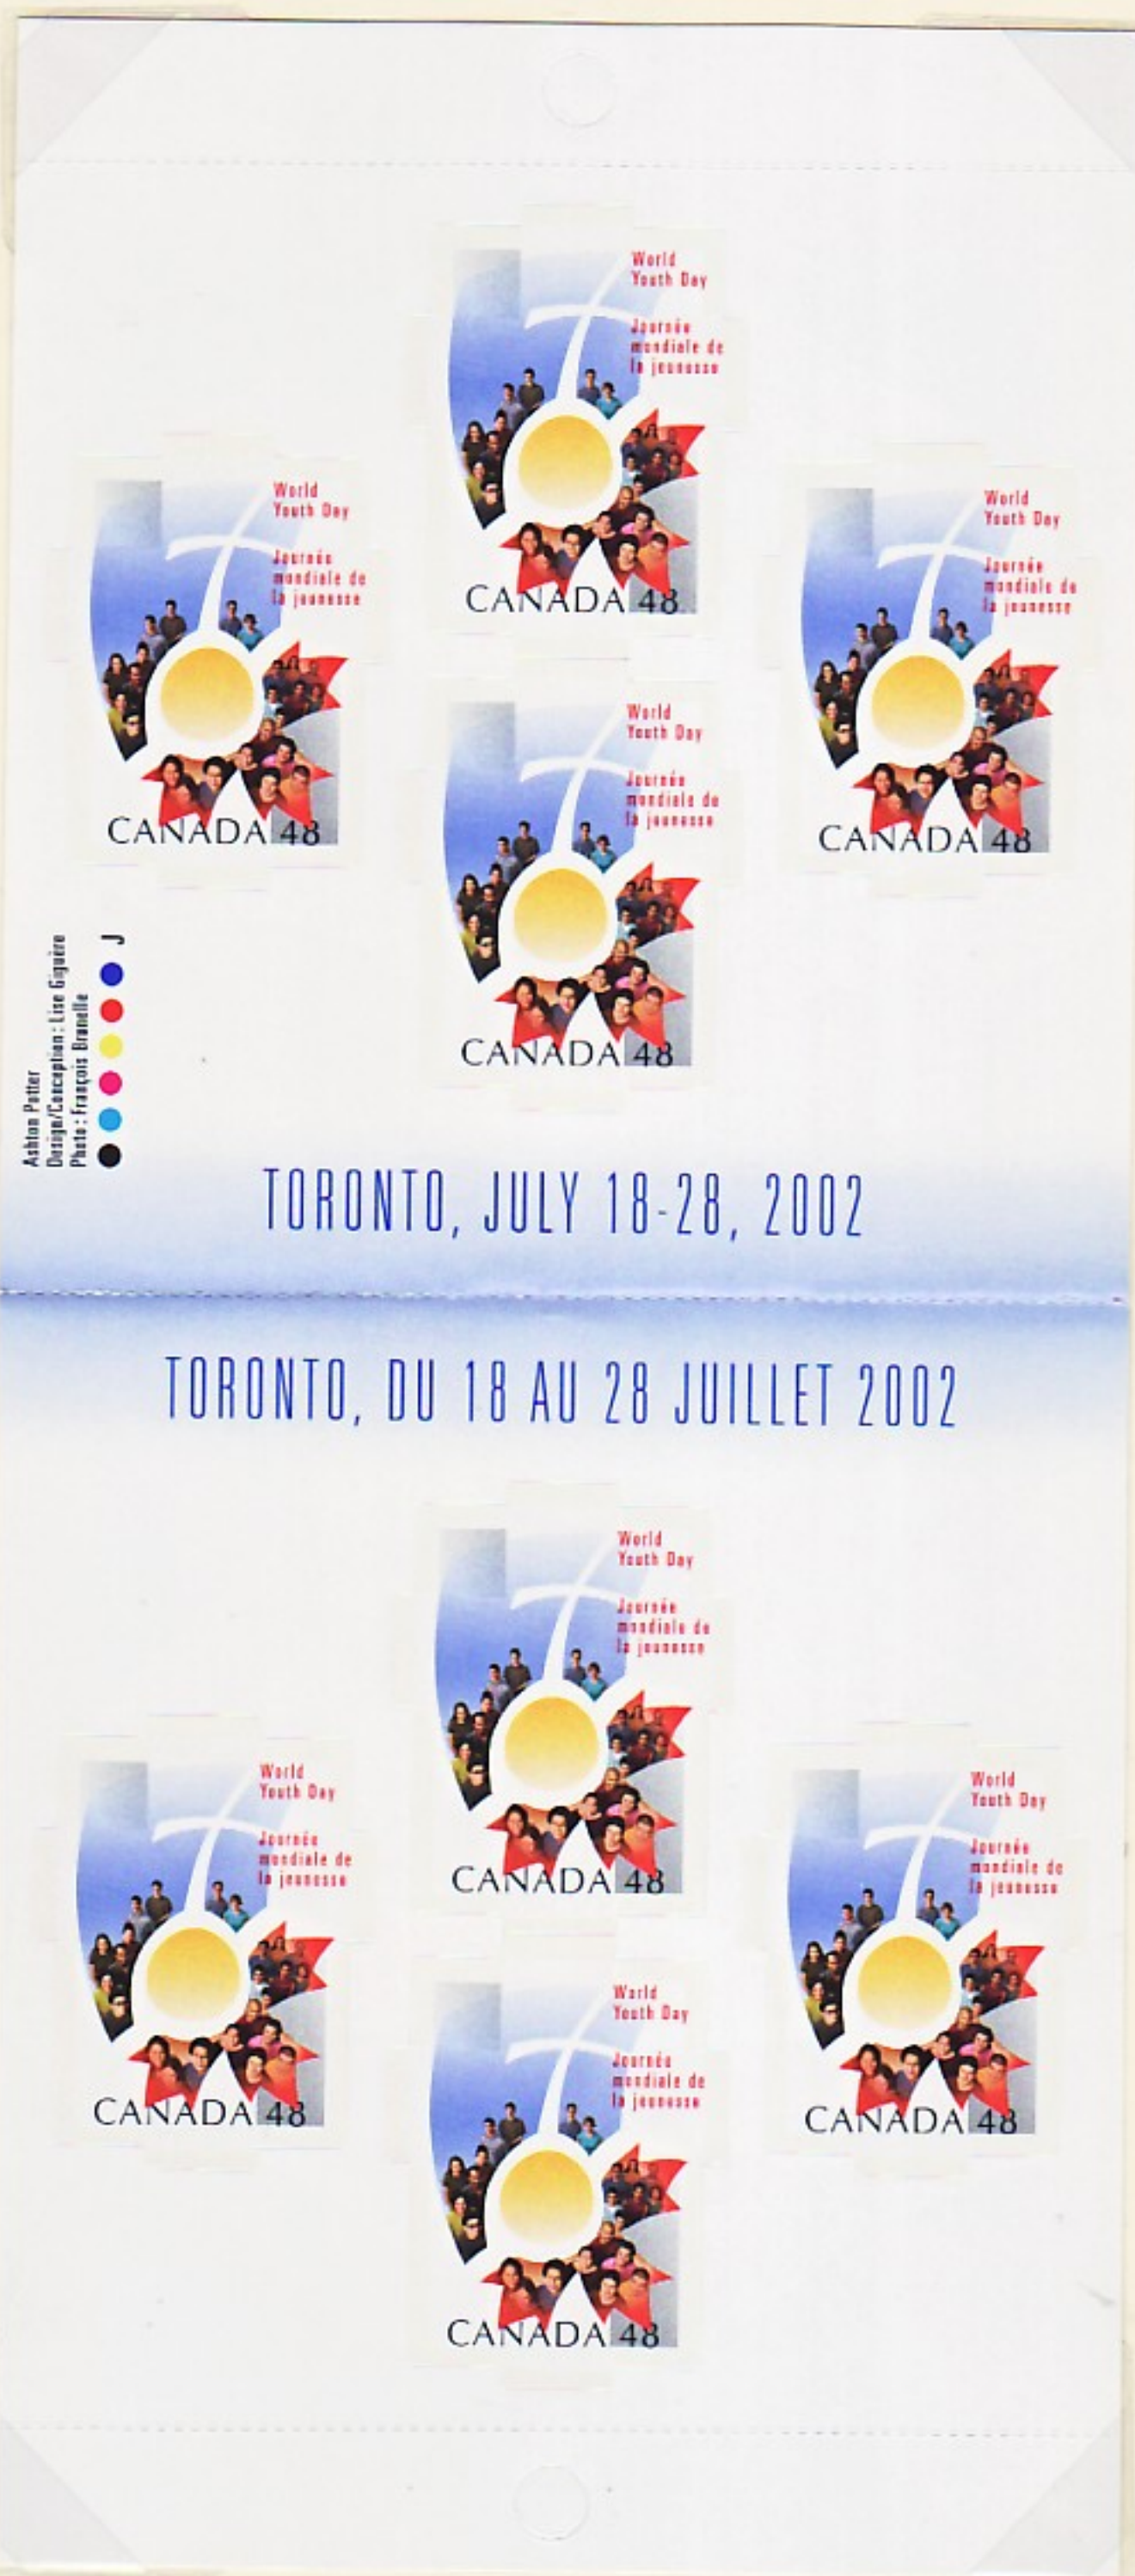 World
Youth Day
Journée
mondiale de
la jeunesse
CANADA 48
World
Youth Day
Journée
mondiale de
la jeunesse
CANADA 48
World
Youth Day
Journée
mondiale de
la jeunesse
CANADA 48
World
Youth Day
Journée
mondiale de
la jeunesse
CANADA 48
Ashton Potter
Design/Conception : Lise Giguère
Photo : François Brunelle
J
TORONTO, JULY 18-28, 2002
TORONTO, DU 18 AU 28 JUILLET 2002
World
Youth Day
Journée
mondiale de
la jeunesse
CANADA 48
World
Youth Day
Journée
mondiale de
la jeunesse
CANADA 48
World
Youth Day
Journée
mondiale de
la jeunesse
CANADA 48
World
Youth Day
Journée
mondiale de
la jeunesse
CANADA 48